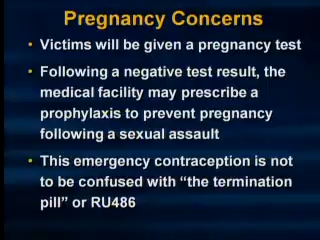 Pregnancy Concerns
• Victims will be given a pregnancy test
• Following a negative test result, the
medical facility may prescribe a
prophylaxis to prevent pregnancy
following a sexual assault
• This emergency contraception is not
to be confused with “the termination
pill” or RU486